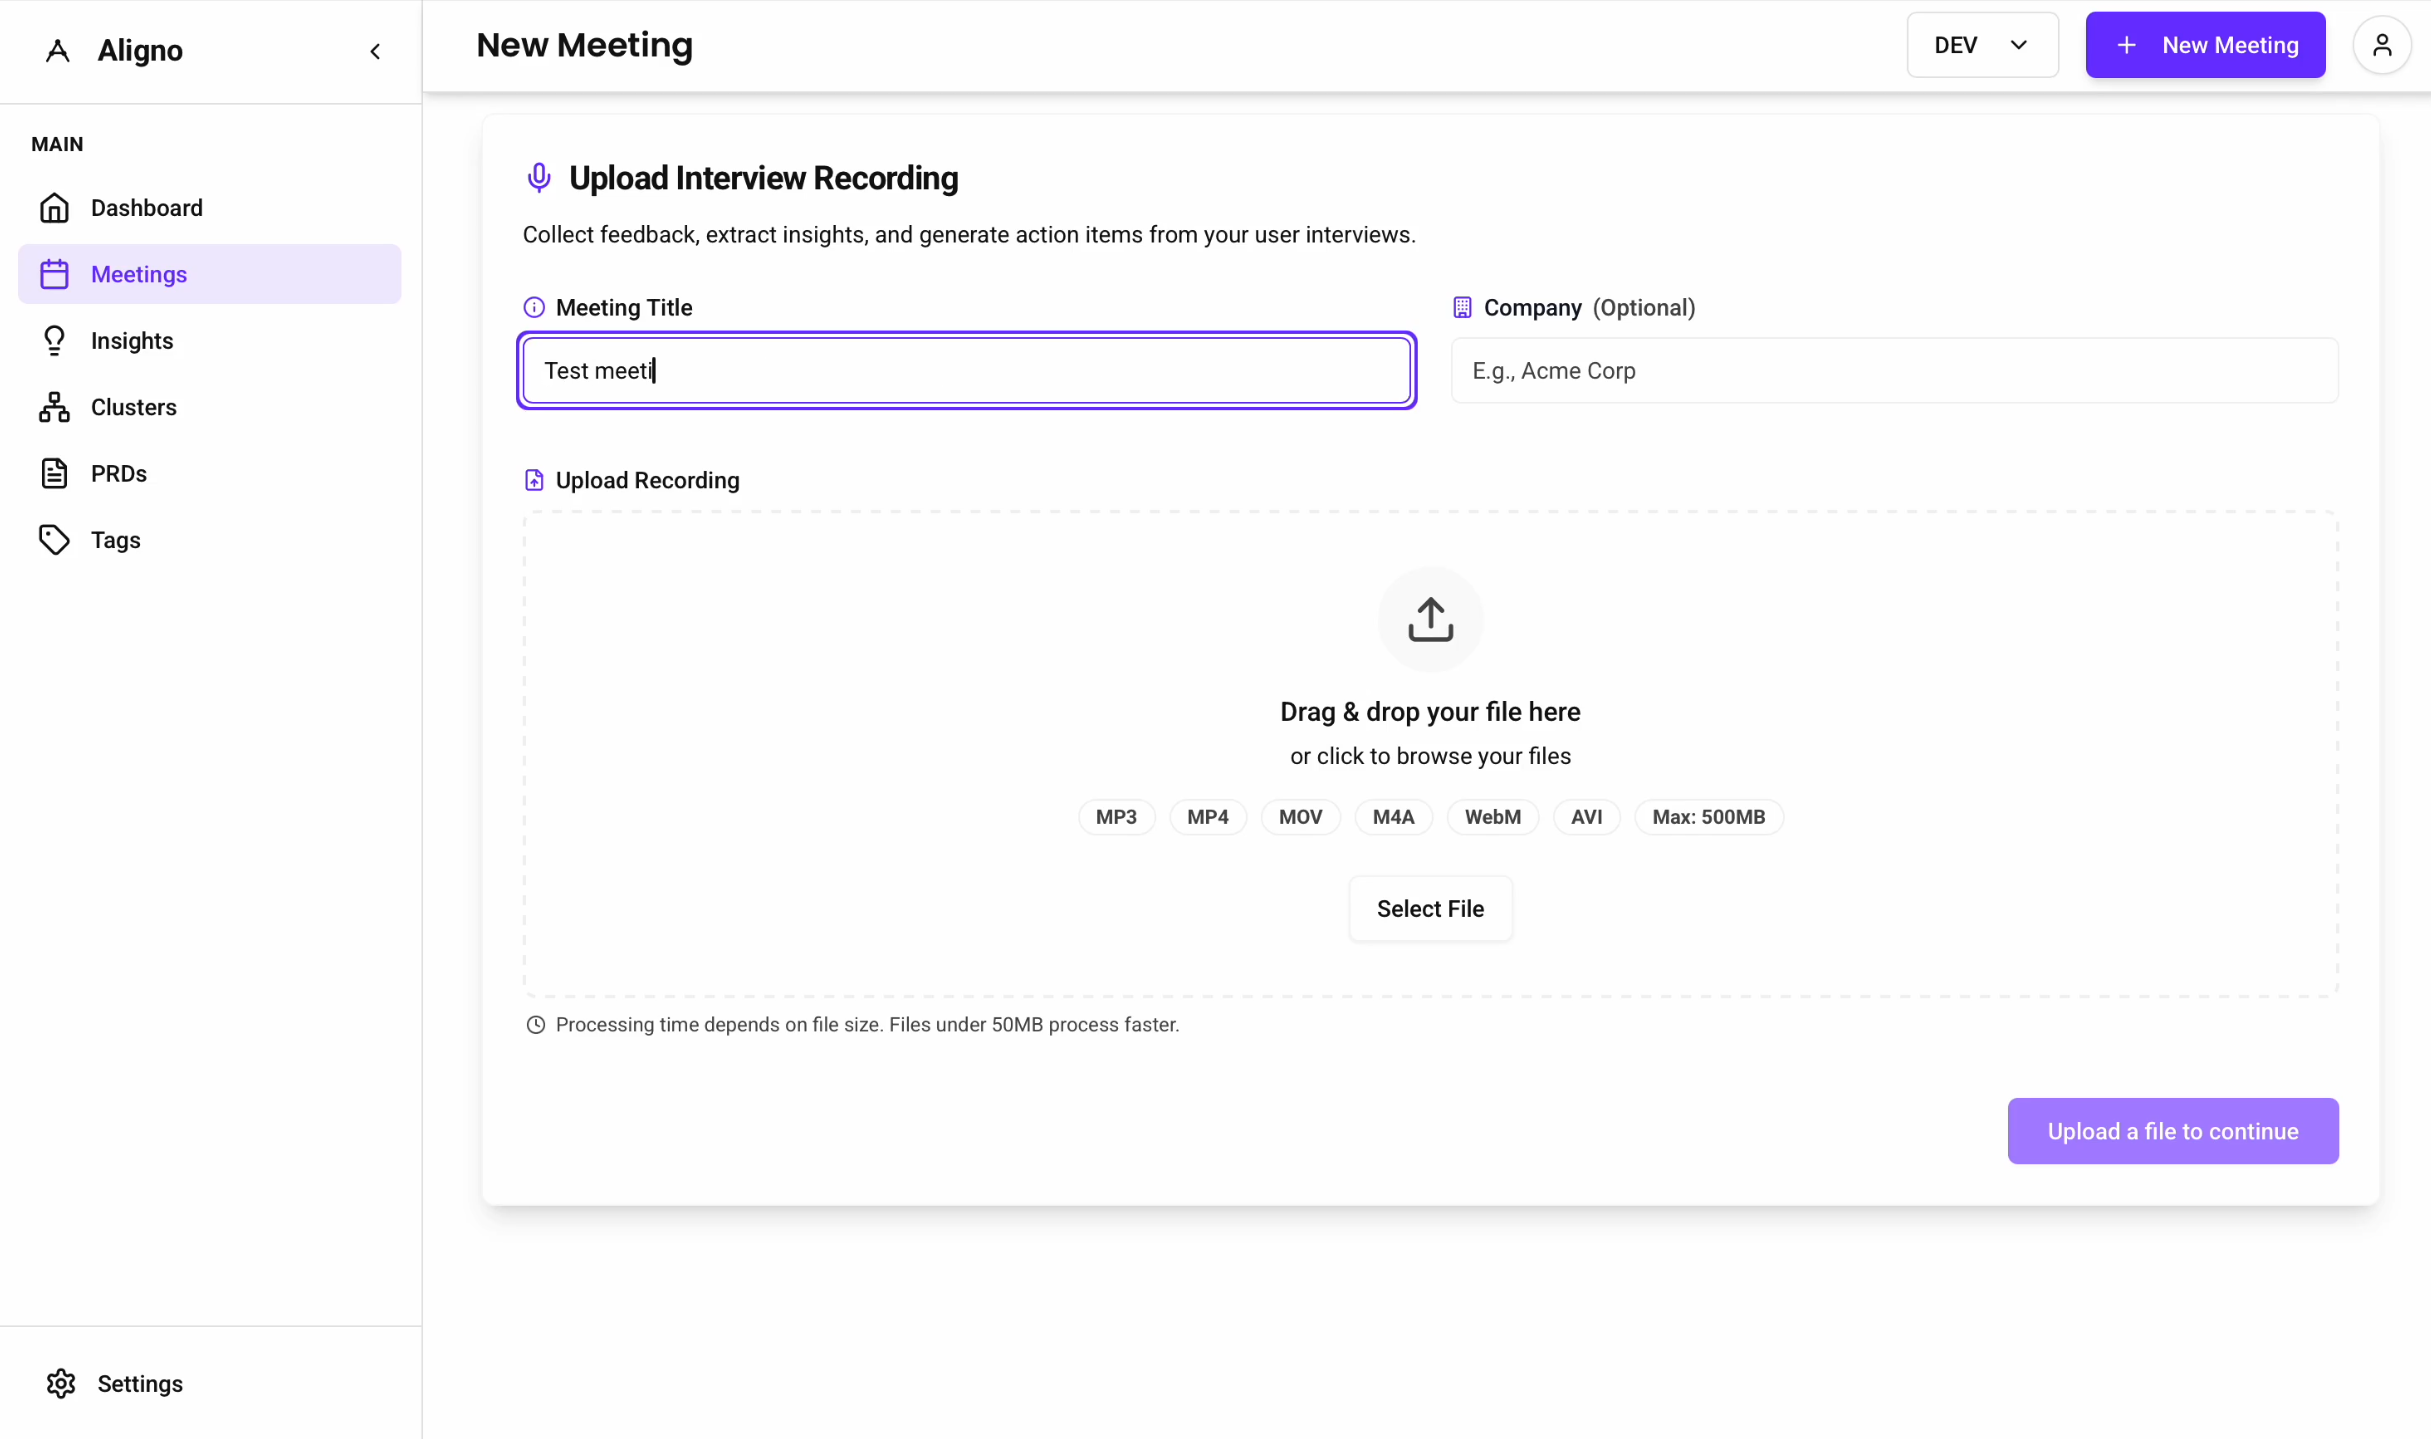 Aligno
New Meeting
DEV
New Meeting
MAIN
Dashboard
Meetings
Insights
Clusters
PRDs
Tags
Settings
Upload Interview Recording
Collect feedback, extract insights, and generate action items from your user interviews.
Meeting Title
Test meeti
Company (Optional)
E.g., Acme Corp
Upload Recording
Drag & drop your file here
or click to browse your files
MP3 MP4 MOV M4A WebM AVI Max: 500MB
Select File
Processing time depends on file size. Files under 50MB process faster.
Upload a file to continue